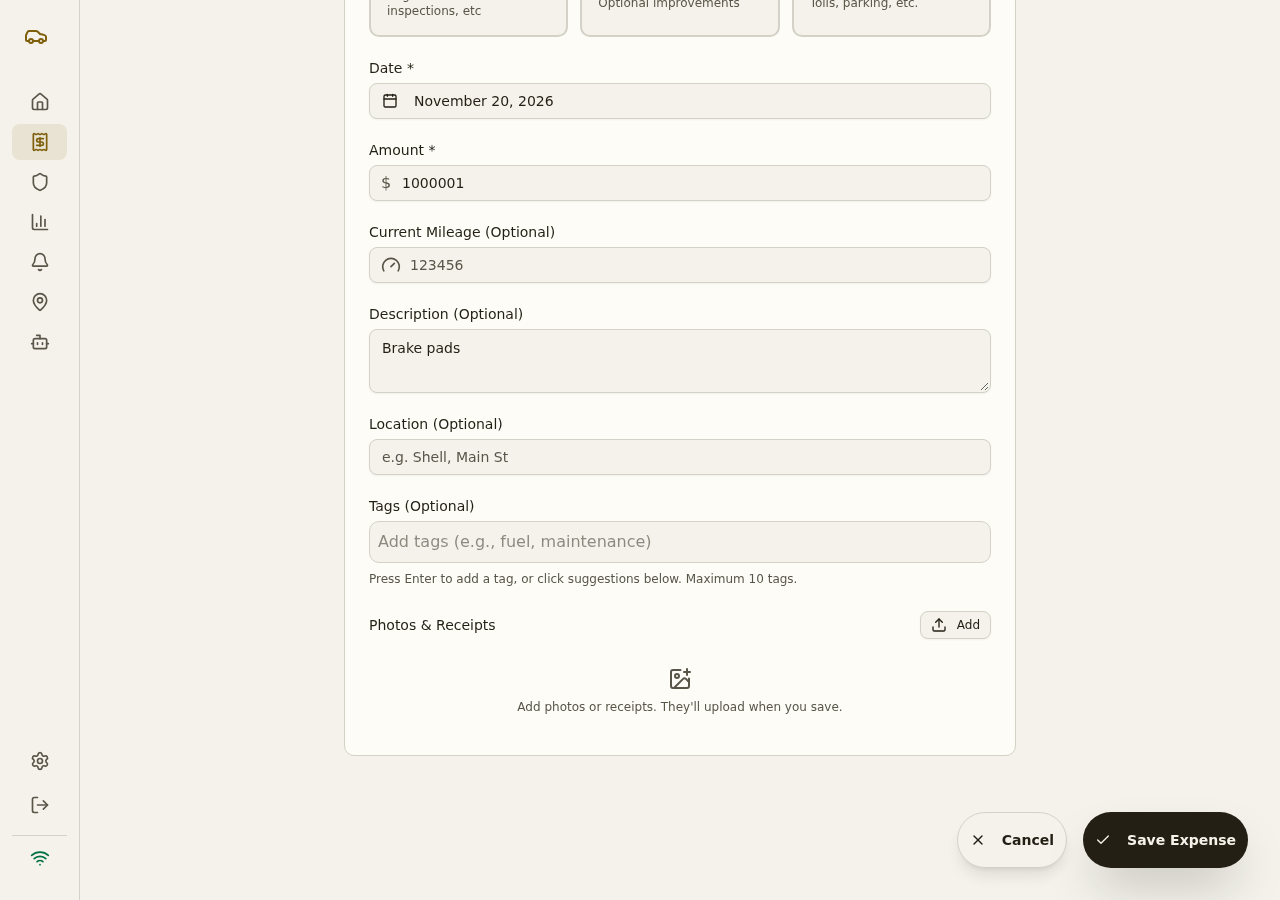 inspections, etc
Optional improvements
Tolls, parking, etc.
Date *
November 20, 2026
Amount *
$ 1000001
Current Mileage (Optional)
123456
Description (Optional)
Brake pads
Location (Optional)
e.g. Shell, Main St
Tags (Optional)
Add tags (e.g., fuel, maintenance)
Press Enter to add a tag, or click suggestions below. Maximum 10 tags.
Photos & Receipts
Add
Add photos or receipts. They'll upload when you save.
Cancel
Save Expense